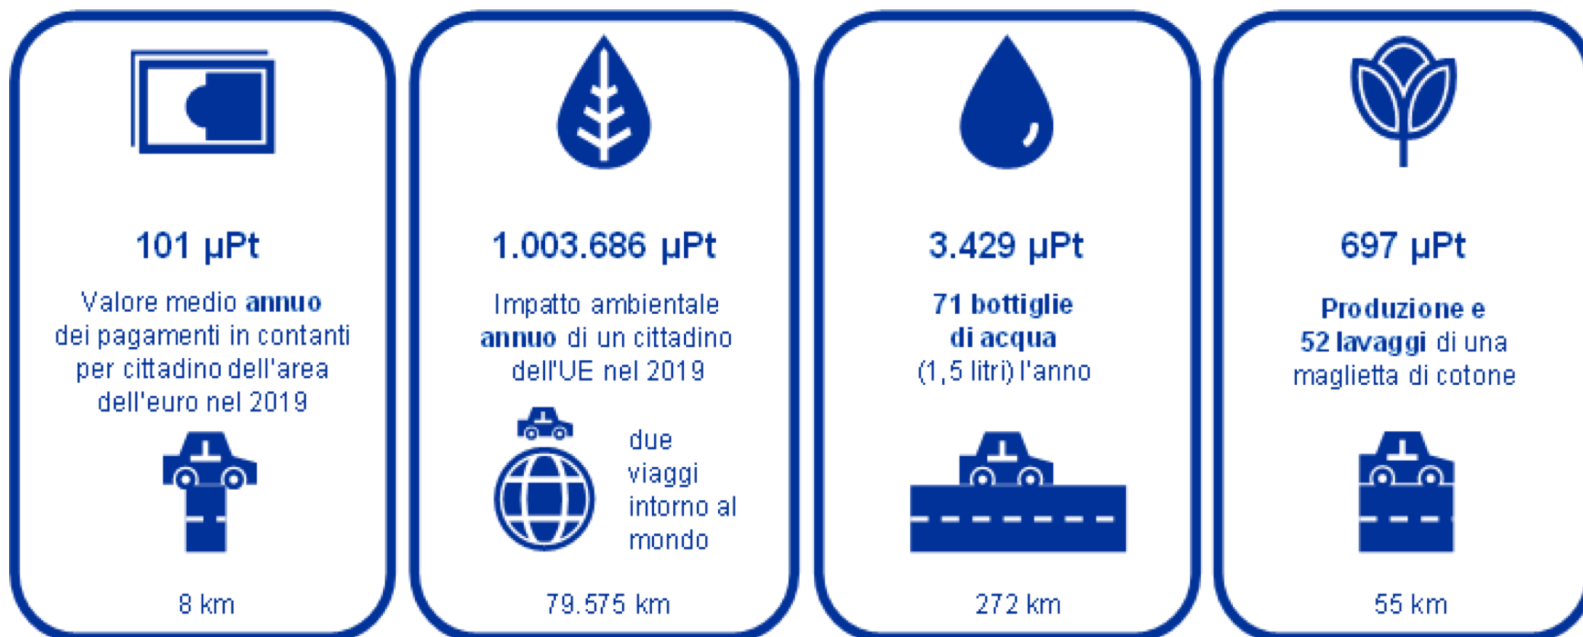 101 µPt
Valore medio annuo
dei pagamenti in contanti
per cittadino dell'area
dell'euro nel 2019
8 km
1.003.686 µPt
Impatto ambientale
annuo di un cittadino
dell'UE nel 2019
due
viaggi
intorno al
mondo
79.575 km
3.429 µPt
71 bottiglie
di acqua
(1,5 litri) l'anno
272 km
697 µPt
Produzione e
52 lavaggi di una
maglietta di cotone
55 km